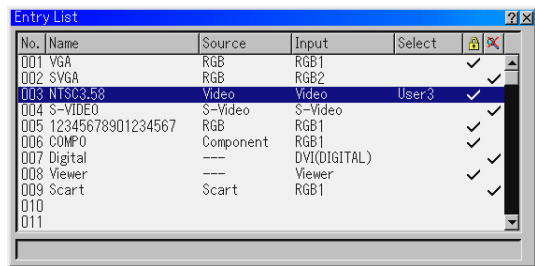 Entry List
No. Name Source Input Select
001 VGA RGB RGB1
002 SVGA RGB RGB2
003 NTSC3.58 Video Video User3
004 S-VIDEO S-Video S-Video
005 12345678901234567 RGB RGB1
006 COMPO Component RGB1
007 Digital --- DVI(DIGITAL)
008 Viewer --- Viewer
009 Scart Scart RGB1
010
011